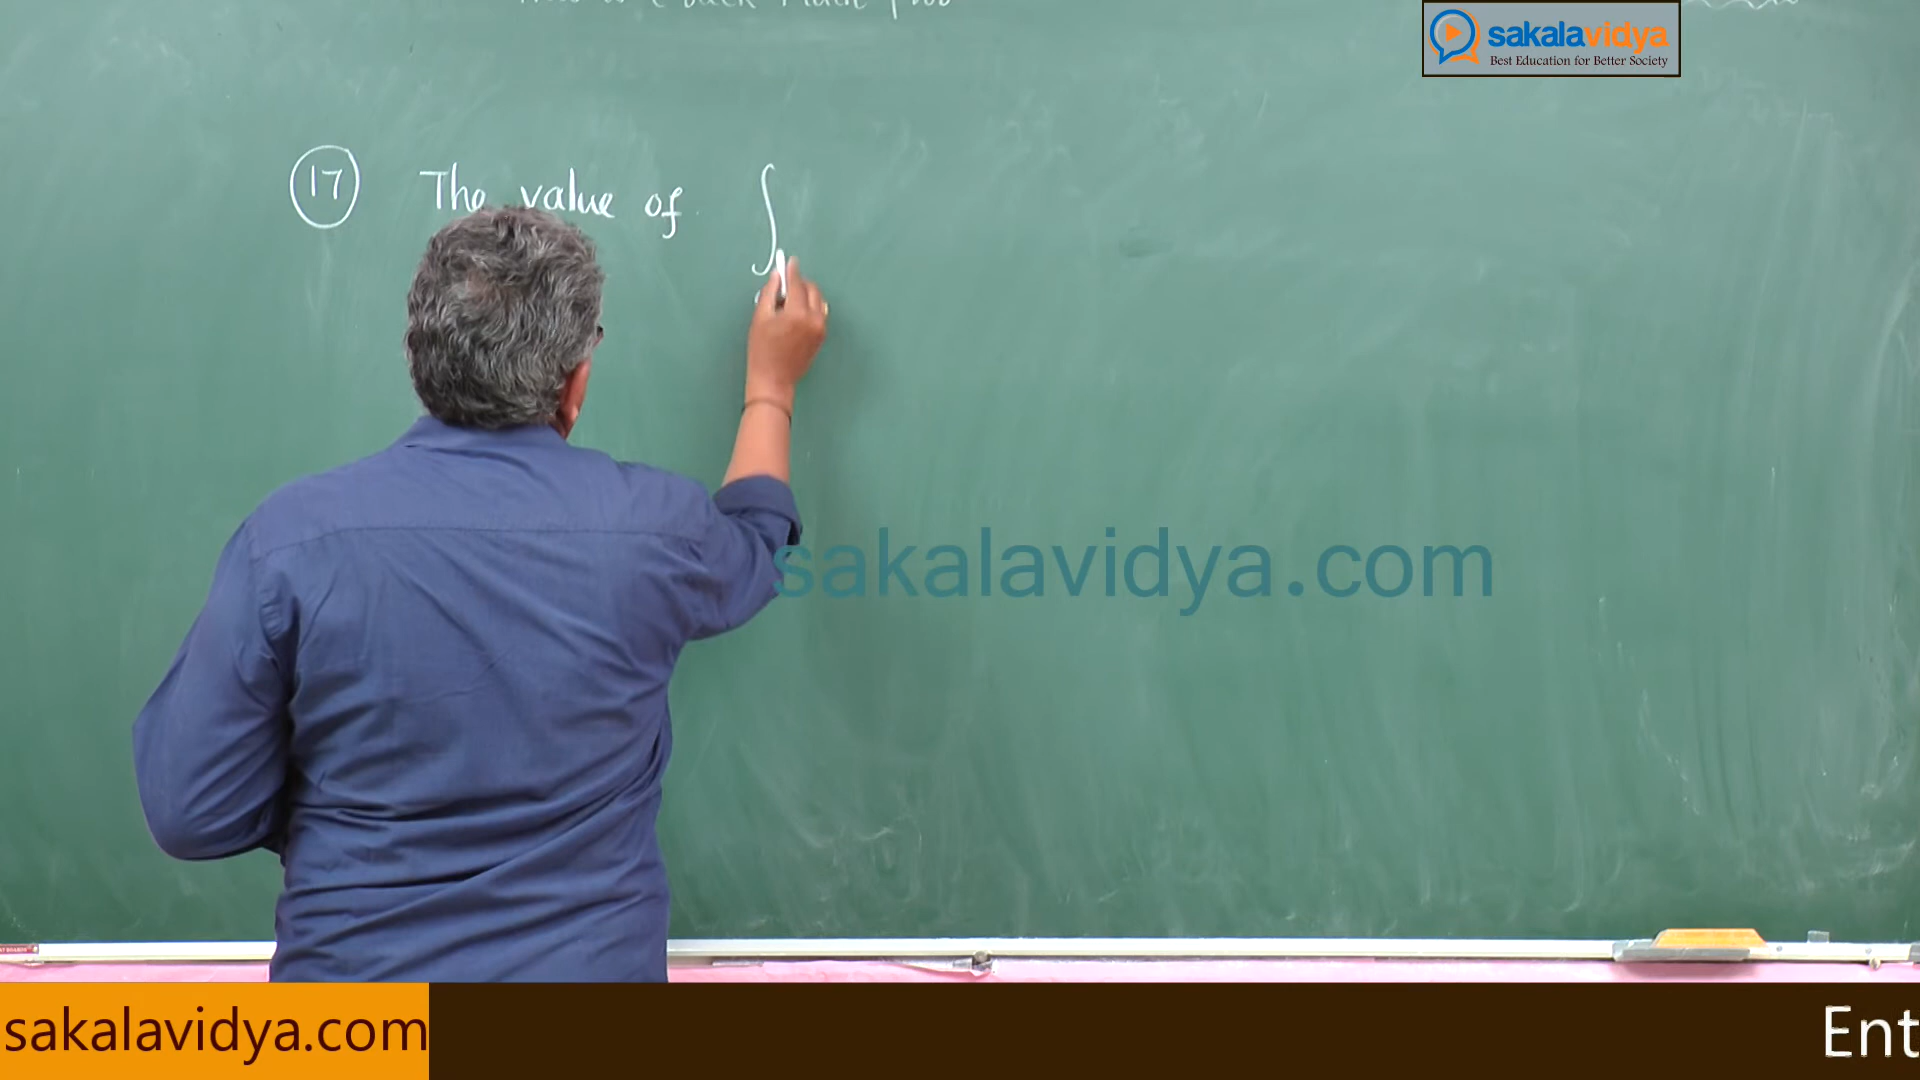 sakalavidya
Best Education for Better Society
17 The value of ∫
sakalavidya.com
sakalavidya.com
Ent